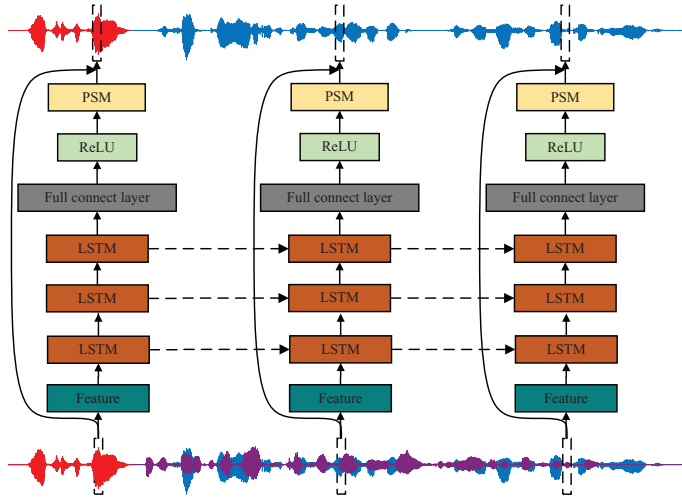 PSM PSM PSM
ReLU ReLU ReLU
Full connect layer Full connect layer Full connect layer
LSTM LSTM LSTM
LSTM LSTM LSTM
LSTM LSTM LSTM
Feature Feature Feature